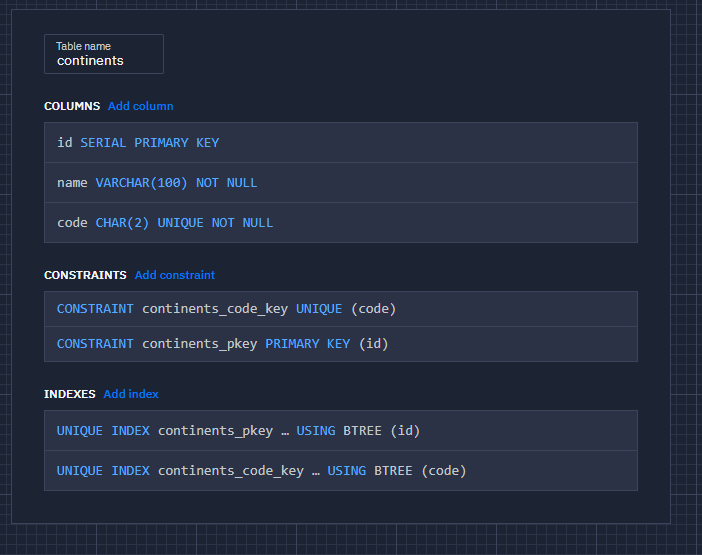 Table name
continents
COLUMNS Add column
id SERIAL PRIMARY KEY
name VARCHAR(100) NOT NULL
code CHAR(2) UNIQUE NOT NULL
CONSTRAINTS Add constraint
CONSTRAINT continents_code_key UNIQUE (code)
CONSTRAINT continents_pkey PRIMARY KEY (id)
INDEXES Add index
UNIQUE INDEX continents_pkey … USING BTREE (id)
UNIQUE INDEX continents_code_key … USING BTREE (code)